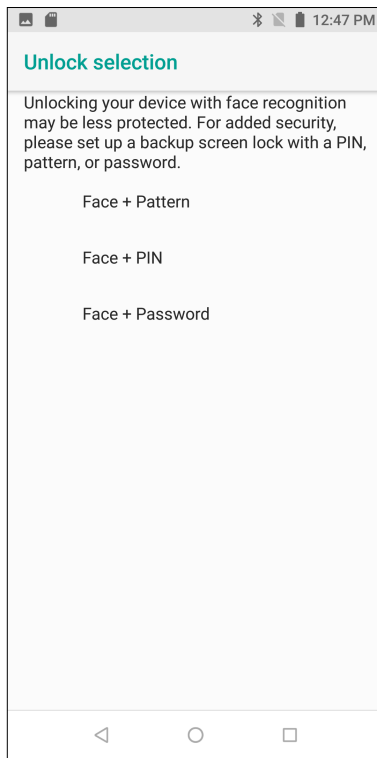 12:47 PM
Unlock selection
Unlocking your device with face recognition
may be less protected. For added security,
please set up a backup screen lock with a PIN,
pattern, or password.
Face + Pattern
Face + PIN
Face + Password